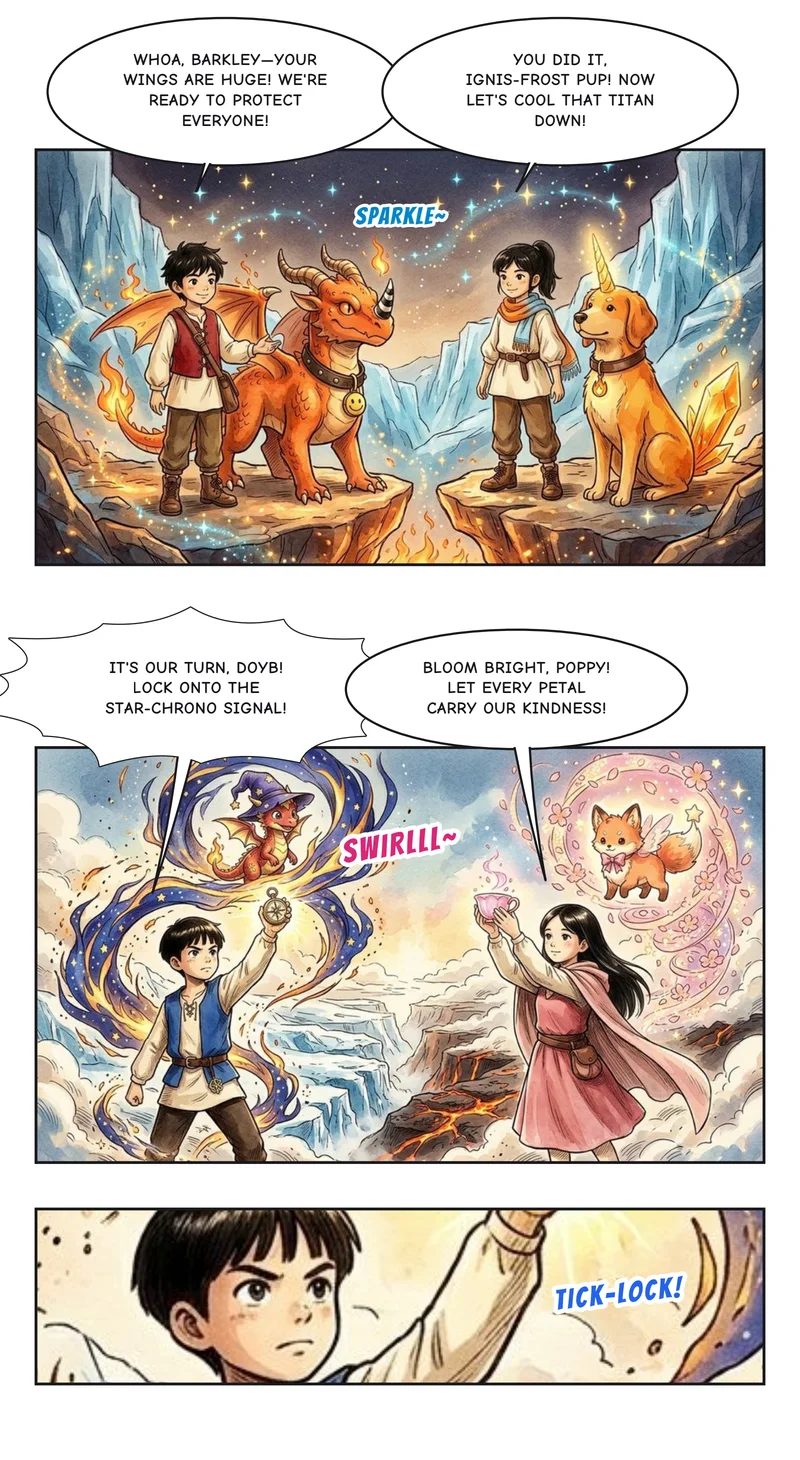 WHOA, BARKLEY—YOUR
WINGS ARE HUGE! WE'RE
READY TO PROTECT
EVERYONE!
YOU DID IT,
IGNIS-FROST PUP! NOW
LET'S COOL THAT TITAN
DOWN!
SPARKLE~
IT'S OUR TURN, DOYB!
LOCK ONTO THE
STAR-CHRONO SIGNAL!
BLOOM BRIGHT, POPPY!
LET EVERY PETAL
CARRY OUR KINDNESS!
SWIRLLL~
TICK-LOCK!